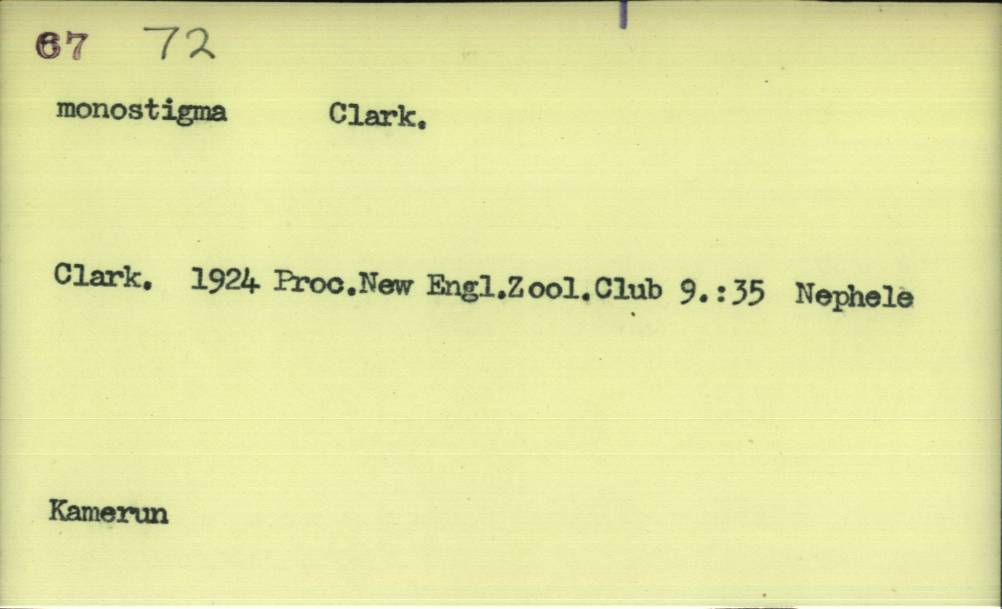 67 72
monostigma Clark.
Clark. 1924 Proc.New Engl.Zool.Club 9.:35 Nephele
Kamerun